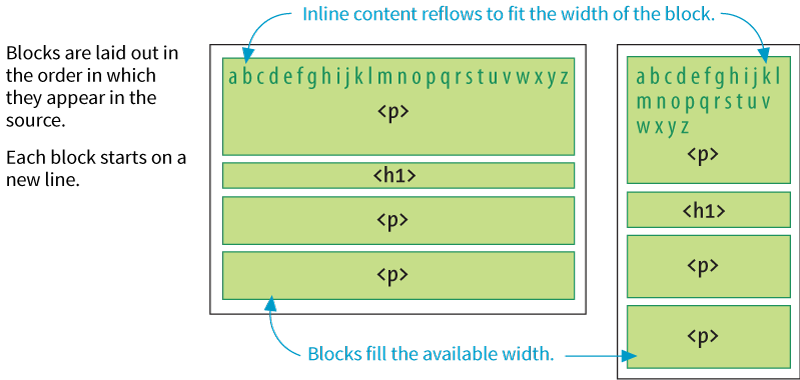 Inline content reflows to fit the width of the block.
Blocks are laid out in
the order in which
they appear in the
source.
Each block starts on a
new line.
a b c d e f g h i j k l m n o p q r s t u v w x y z
<p>
<h1>
<p>
<p>
a b c d e f g h i j k l
m n o p q r s t u v
w x y z
<p>
<h1>
<p>
<p>
Blocks fill the available width.